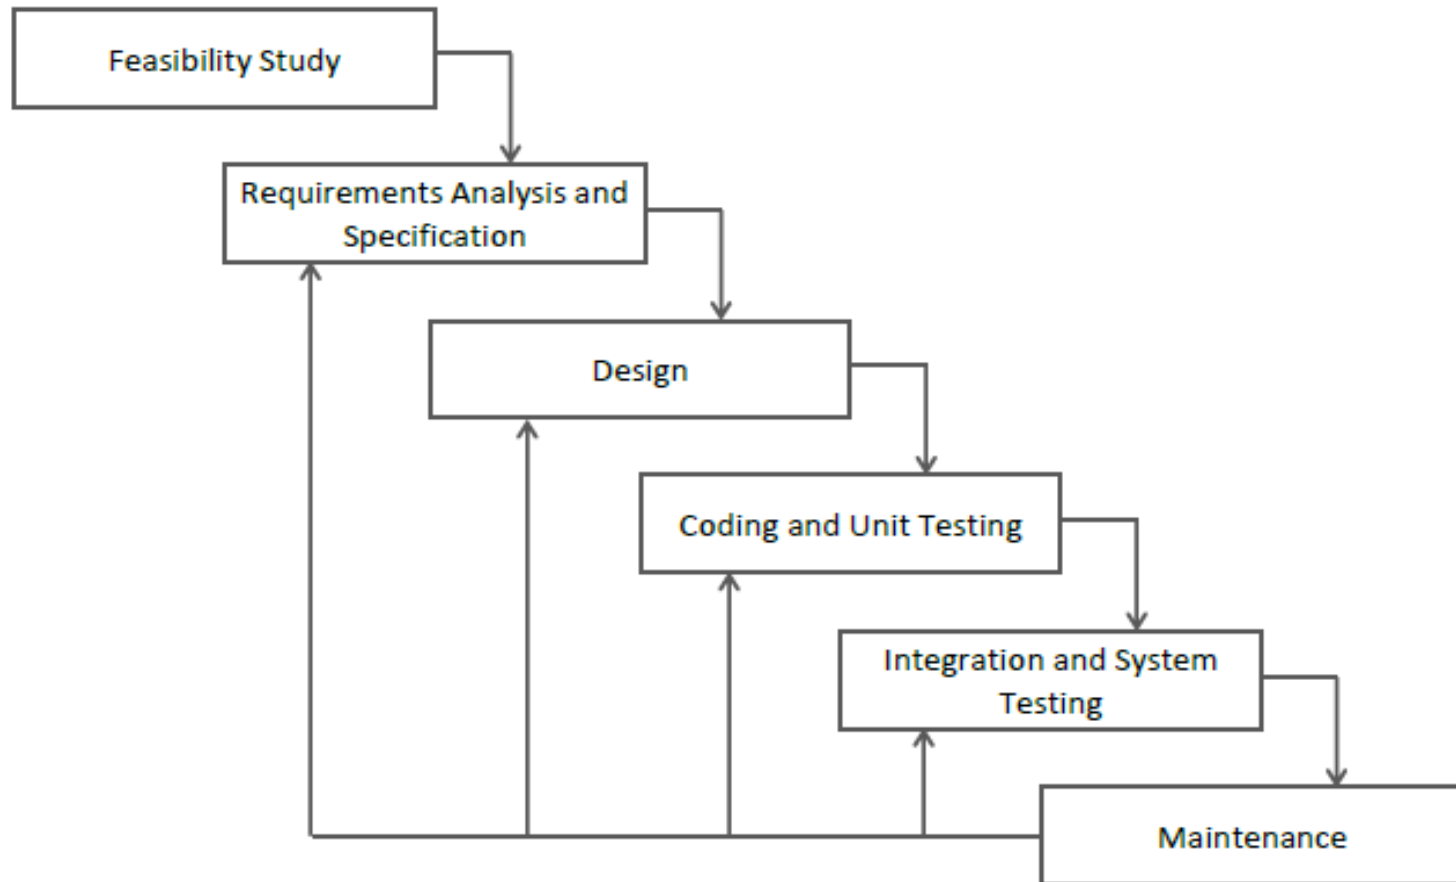 Feasibility Study
Requirements Analysis and
Specification
Design
Coding and Unit Testing
Integration and System
Testing
Maintenance